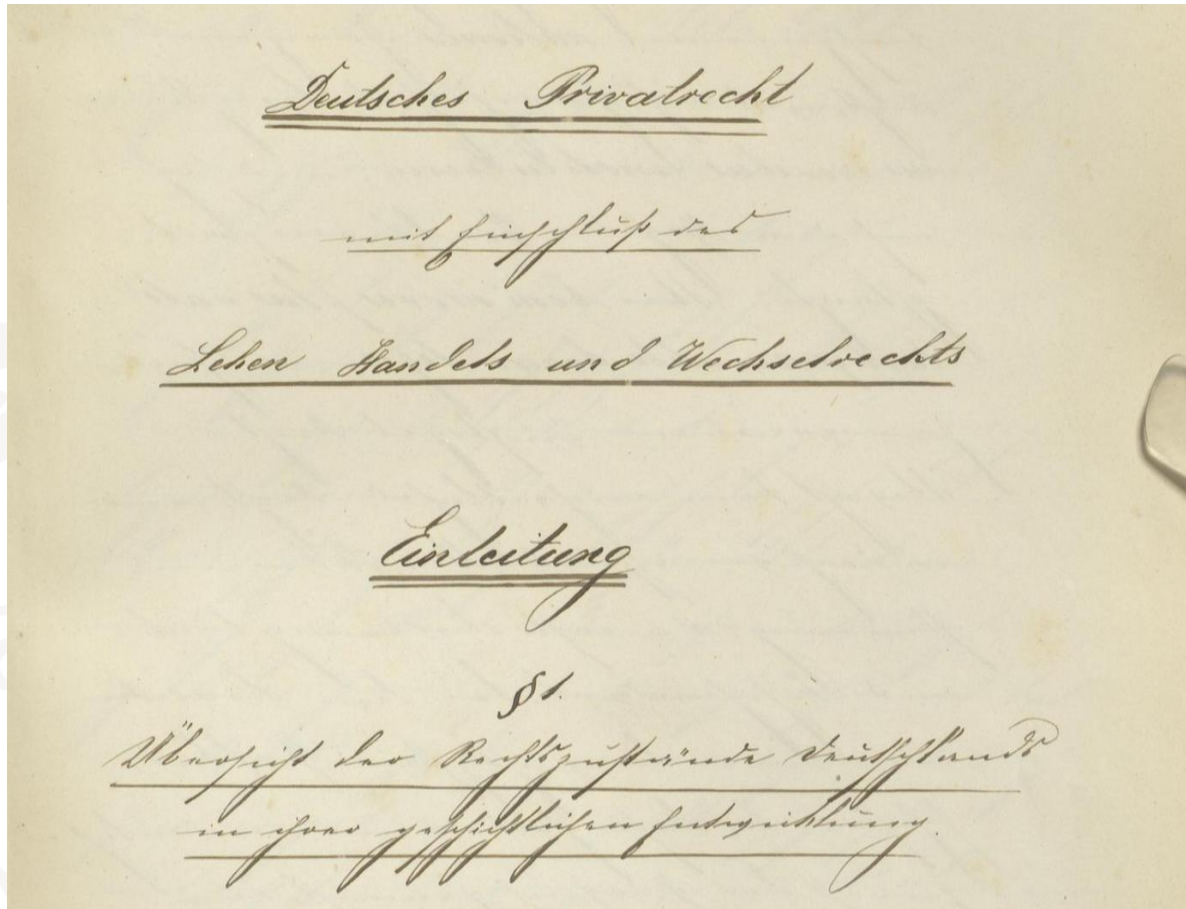 Deutsches Privatrecht
mit Einschluß des
Lehen Handels und Wechselrechts
Einleitung
§ 1.
Übersicht der Rechtszustände Deutschlands
in ihrer geschichtlichen Entwicklung.